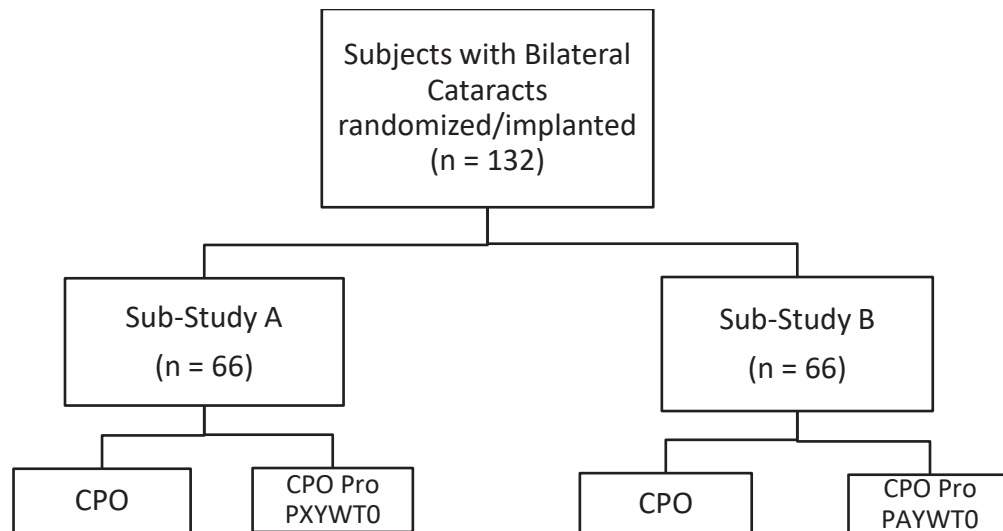 Subjects with Bilateral
Cataracts
randomized/implanted
(n = 132)
Sub-Study A
(n = 66)
Sub-Study B
(n = 66)
CPO
CPO Pro
PXYWT0
CPO
CPO Pro
PAYWT0